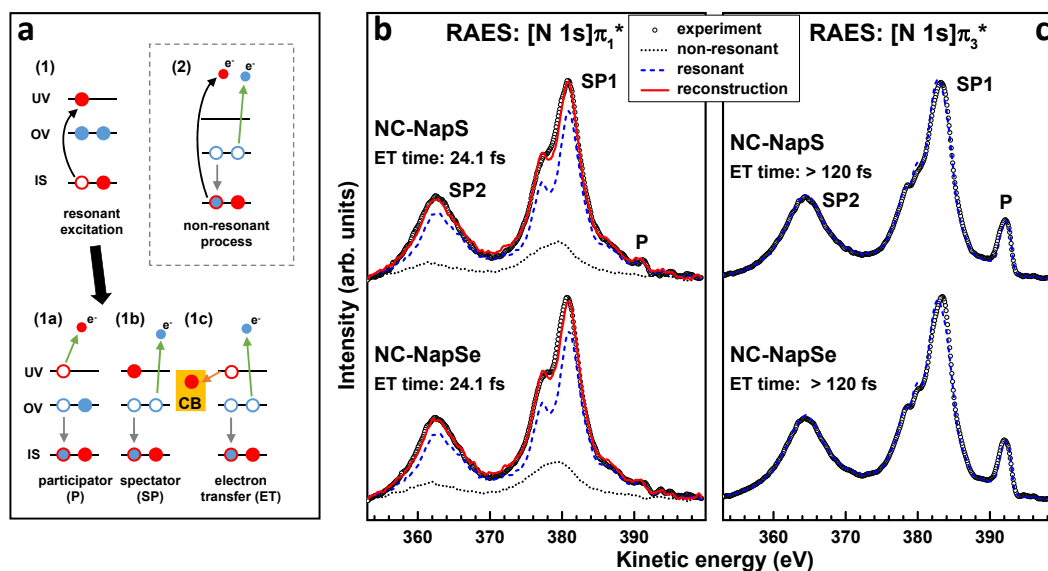 a
(1)
UV
OV
IS
resonant
excitation
(2)
e-
e-
non-resonant
process
(1a)
e-
(1b)
e-
(1c)
e-
UV
CB
OV
IS
participator
(P)
spectator
(SP)
electron
transfer (ET)
b
RAES: [N 1s]π1*
experiment
non-resonant
resonant
reconstruction
RAES: [N 1s]π3*
c
SP1
NC-NapS
ET time: 24.1 fs
SP2
P
NC-NapSe
ET time: 24.1 fs
SP1
NC-NapS
ET time: > 120 fs
SP2
P
NC-NapSe
ET time: > 120 fs
Intensity (arb. units)
360
370
380
390
360
370
380
390
Kinetic energy (eV)